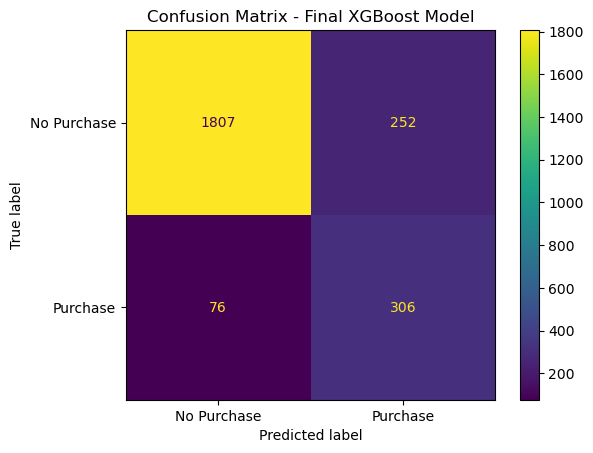 Confusion Matrix - Final XGBoost Model
True label
No Purchase
1807
252
Purchase
76
306
No Purchase
Purchase
Predicted label
1800
1600
1400
1200
1000
800
600
400
200